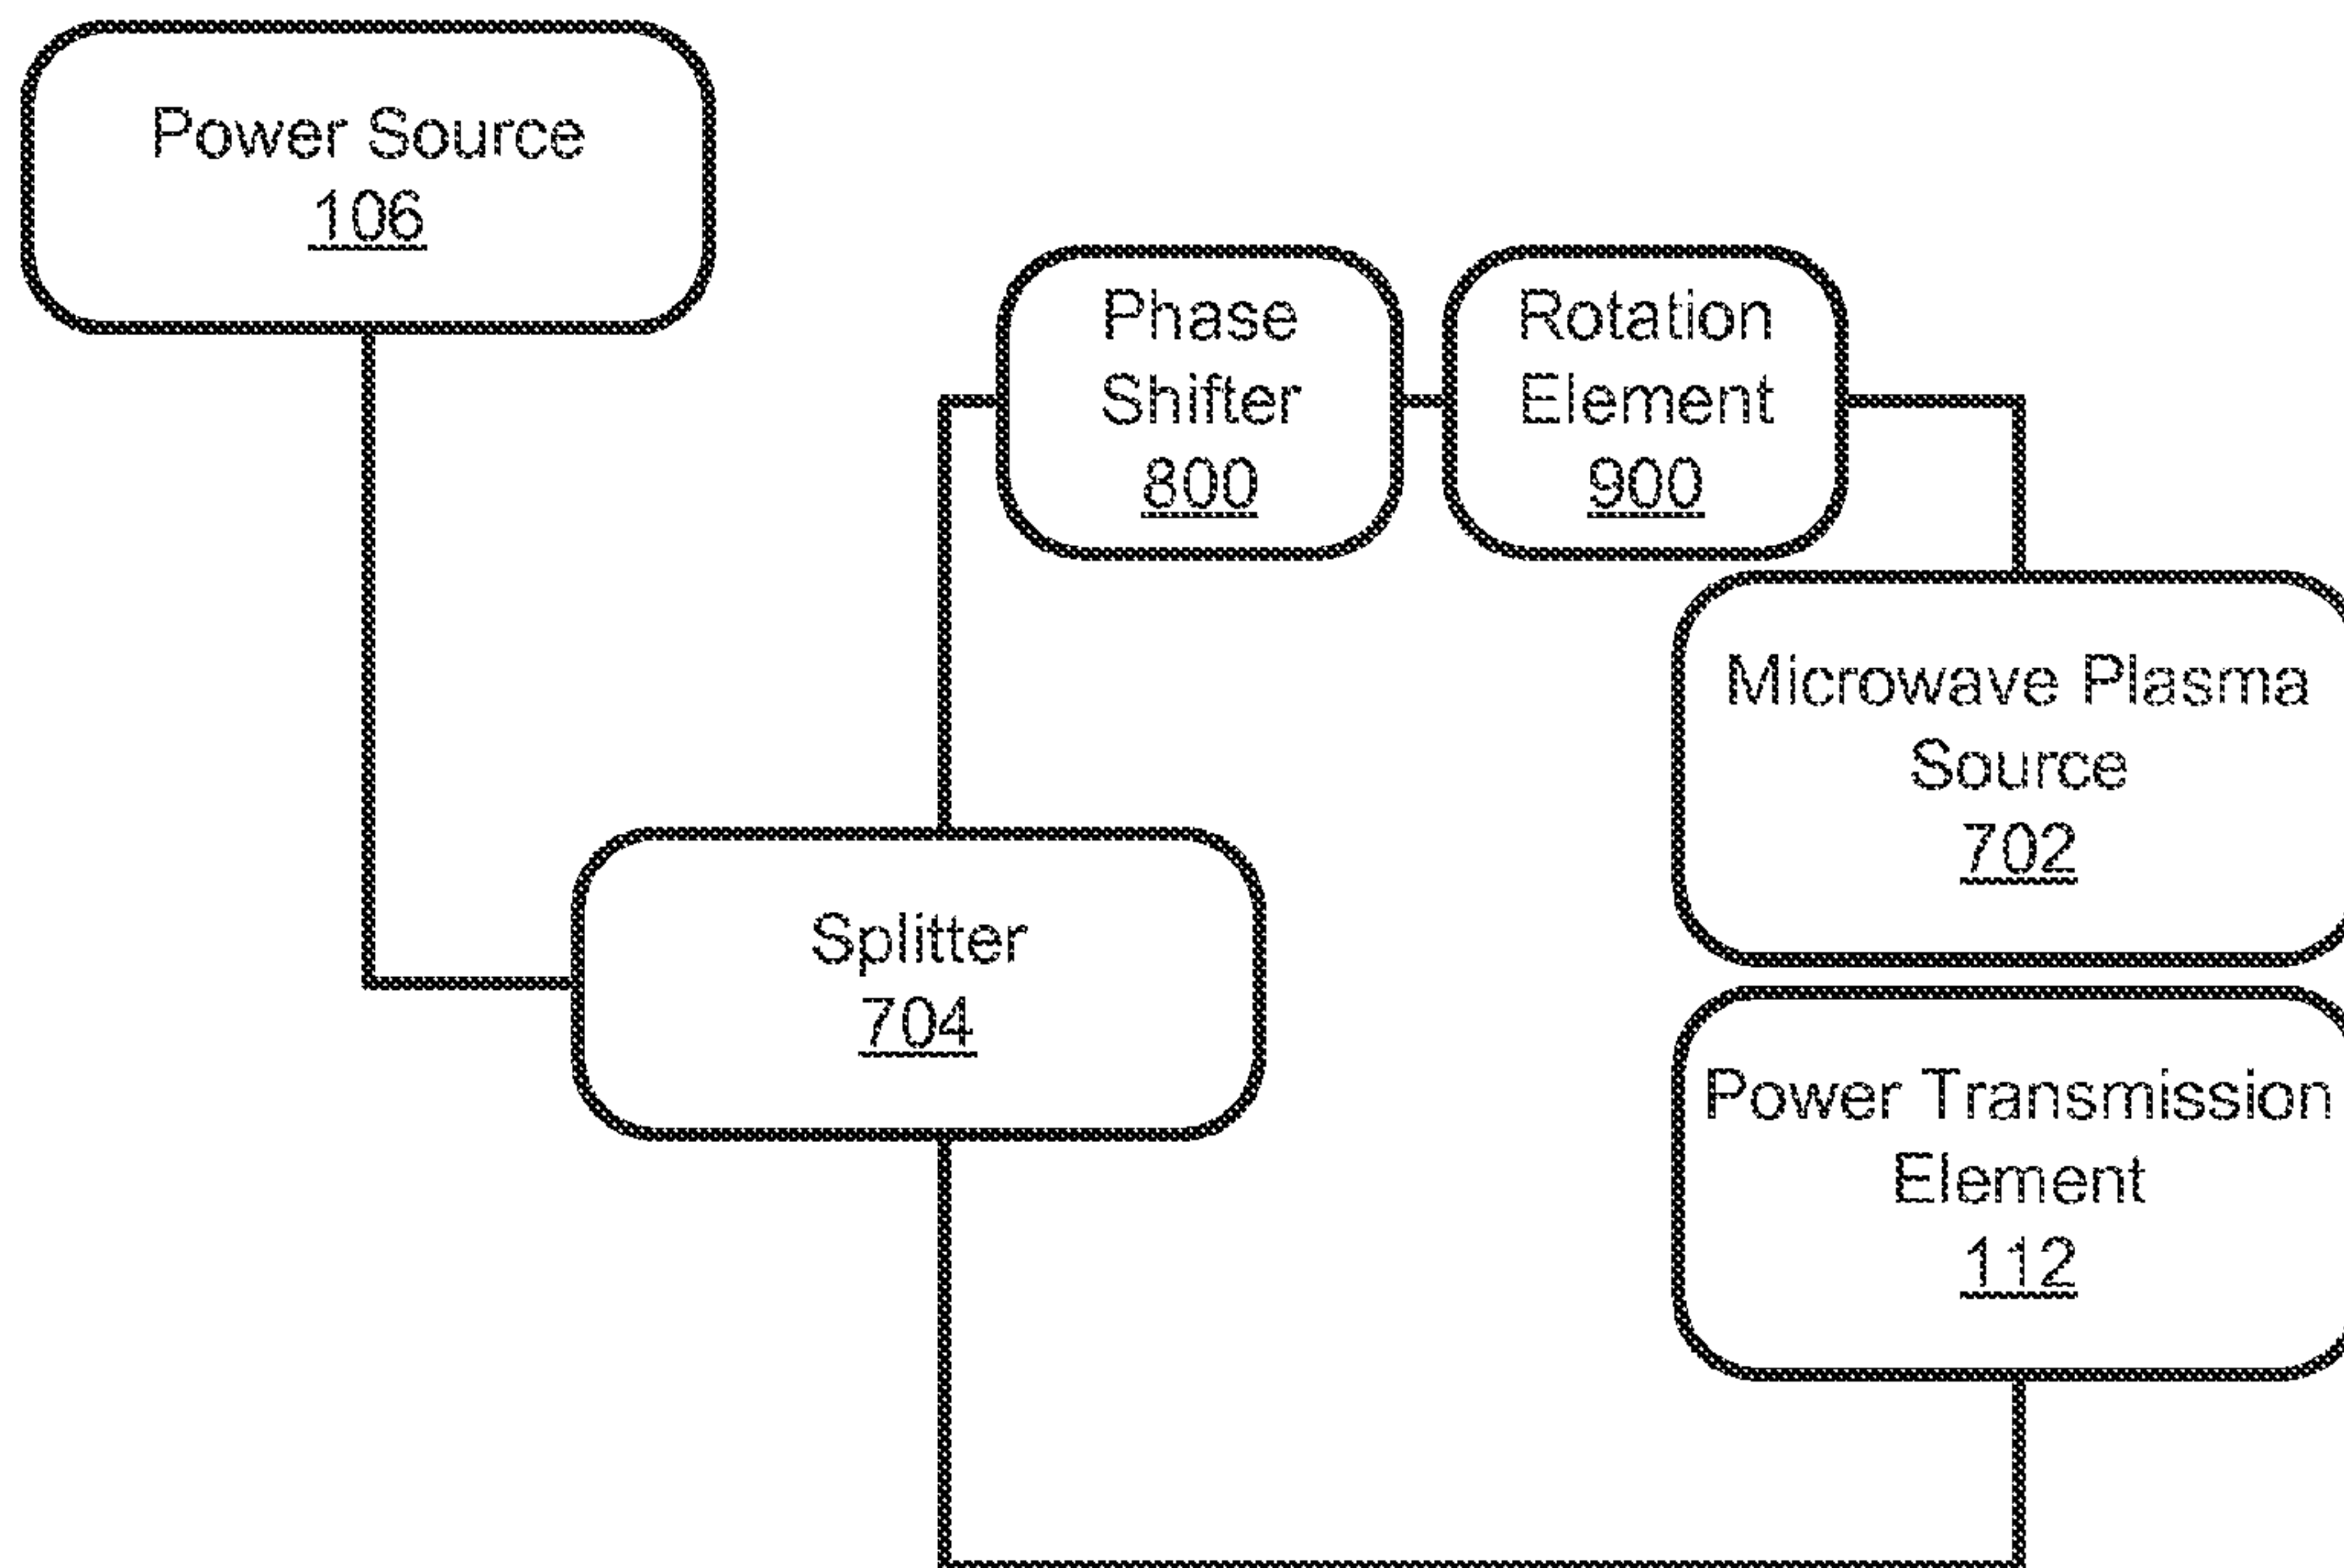 Power Source
106
Phase
Shifter
800
Rotation
Element
900
Microwave Plasma
Source
702
Splitter
704
Power Transmission
Element
112